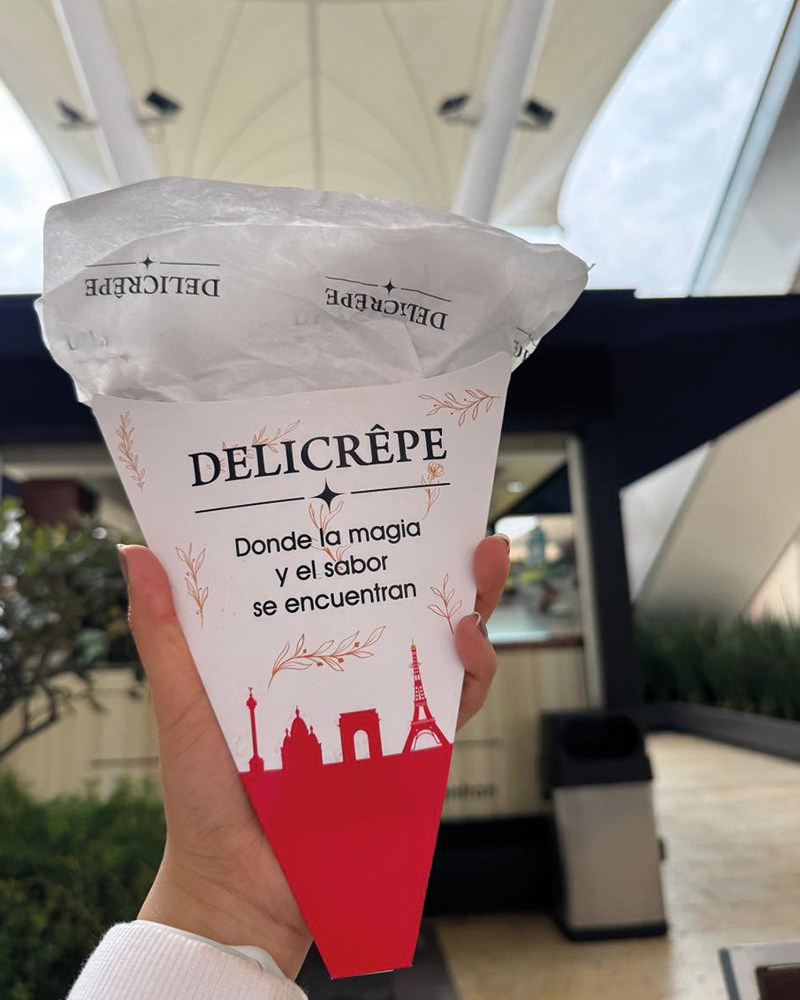 DELICRÊPE
DELICRÊPE
DELICRÊPE
Donde la magia
y el sabor
se encuentran